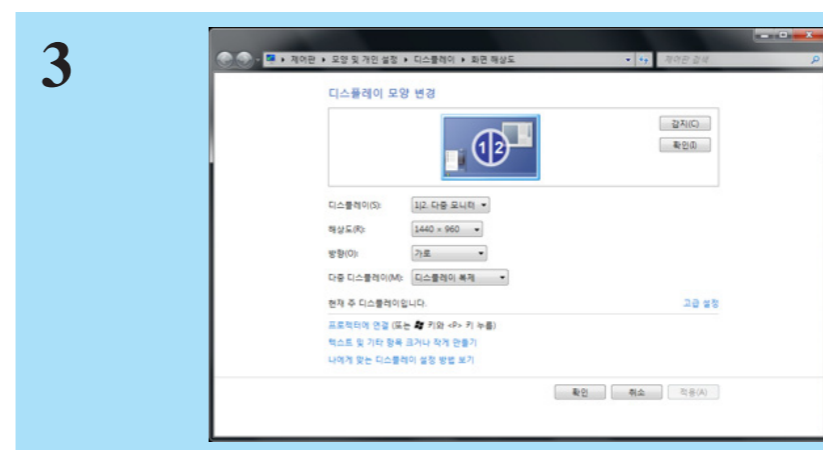 3
제어판 ▸ 모양 및 개인 설정 ▸ 디스플레이 ▸ 화면 해상도
제어판 검색
디스플레이 모양 변경
감지(C)
1|2
확인(I)
디스플레이(S): 1|2. 다중 모니터
해상도(R): 1440 × 960
방향(O): 가로
다중 디스플레이(M): 디스플레이 복제
현재 주 디스플레이입니다. 고급 설정
프로젝터에 연결 (또는 키와 <P> 키 누름)
텍스트 및 기타 항목 크거나 작게 만들기
나에게 맞는 디스플레이 설정 방법 보기
확인 취소 적용(A)